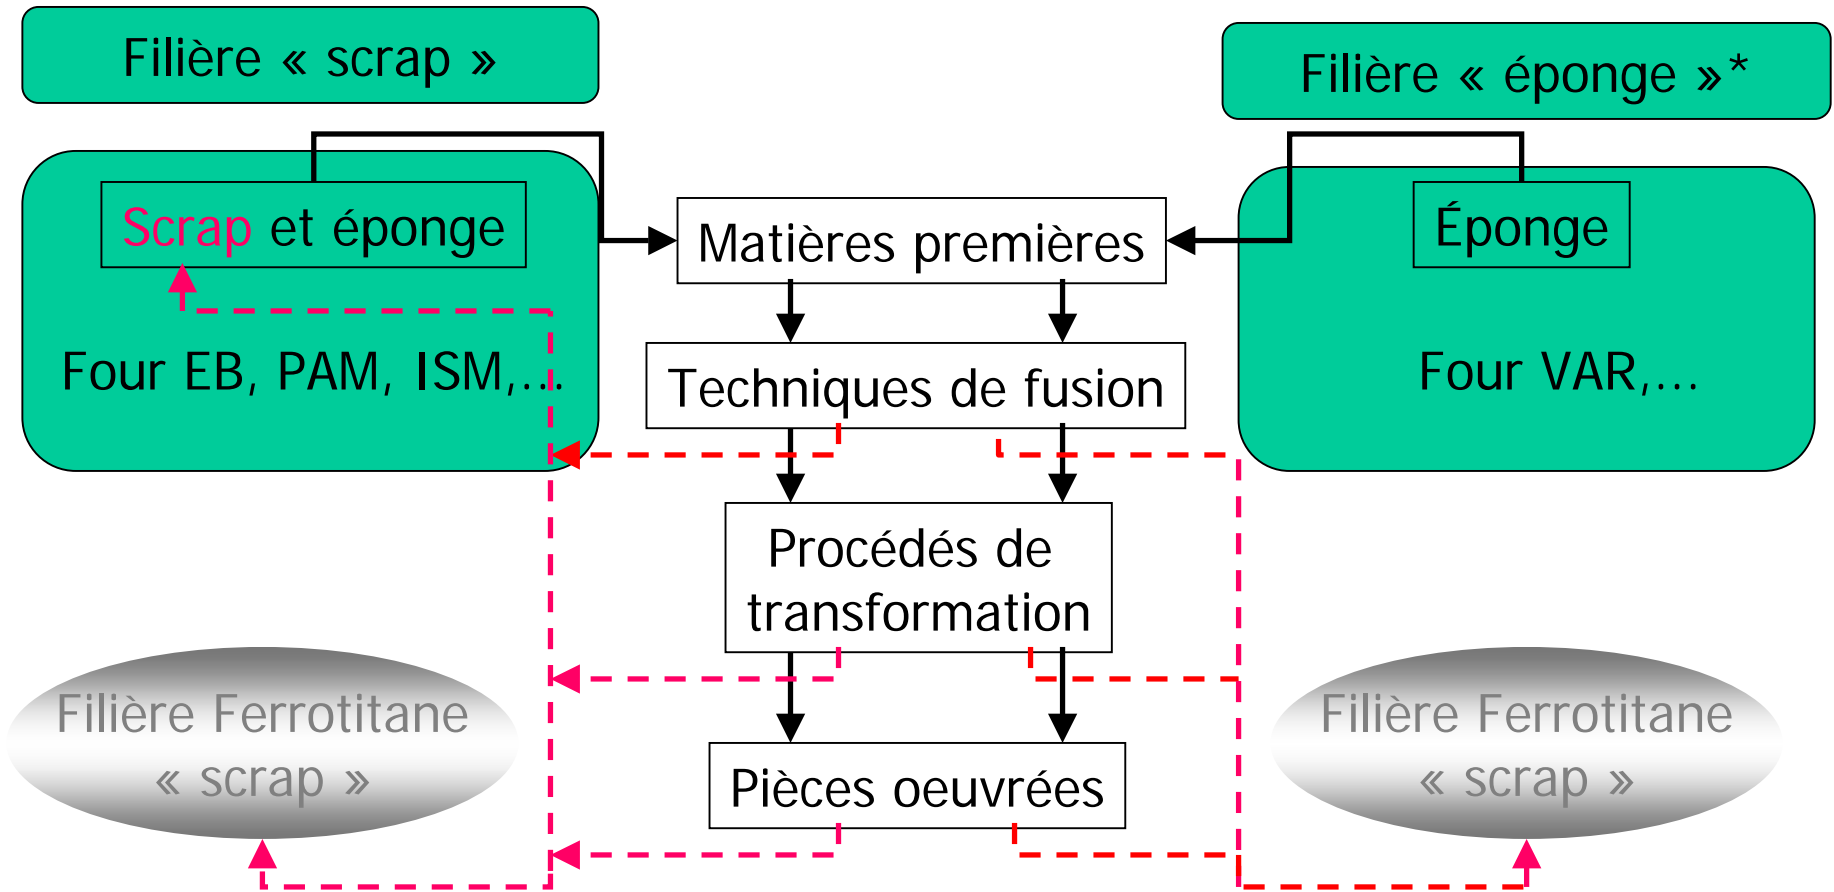 Filière « scrap »
Filière « éponge »*
Scrap et éponge
Four EB, PAM, ISM,...
Matières premières
Techniques de fusion
Procédés de
transformation
Pièces oeuvrées
Éponge
Four VAR,...
Filière Ferrotitane
« scrap »
Filière Ferrotitane
« scrap »